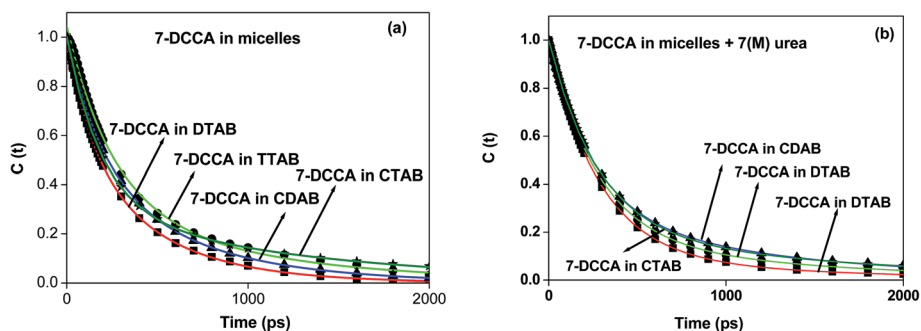 (a)
7-DCCA in micelles
7-DCCA in DTAB
7-DCCA in TTAB
7-DCCA in CTAB
7-DCCA in CDAB
C (t)
1.0
0.8
0.6
0.4
0.2
0.0
0
1000
2000
Time (ps)
(b)
7-DCCA in micelles + 7(M) urea
7-DCCA in CDAB
7-DCCA in DTAB
7-DCCA in DTAB
7-DCCA in CTAB
C (t)
1.0
0.8
0.6
0.4
0.2
0.0
0
1000
2000
Time (ps)